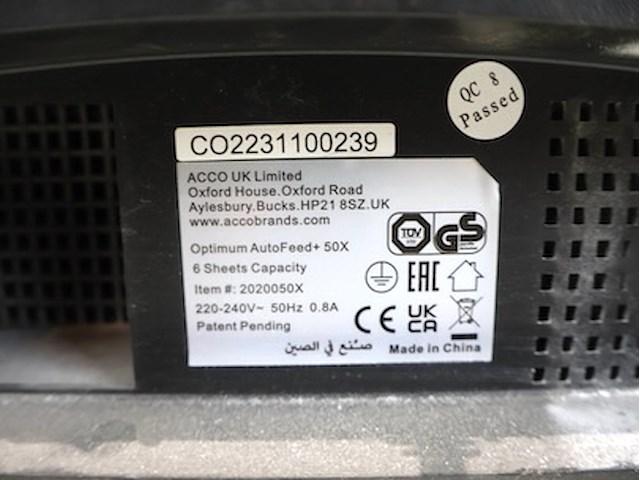 QC 8
Passed
CO2231100239
ACCO UK Limited
Oxford House.Oxford Road
Aylesbury.Bucks.HP21 8SZ.UK
www.accobrands.com
Optimum AutoFeed+ 50X
6 Sheets Capacity
Item #: 2020050X
220-240V~ 50Hz 0.8A
Patent Pending
TÜV
GS
EAC
CE
UK
CA
صنع في الصين
Made in China